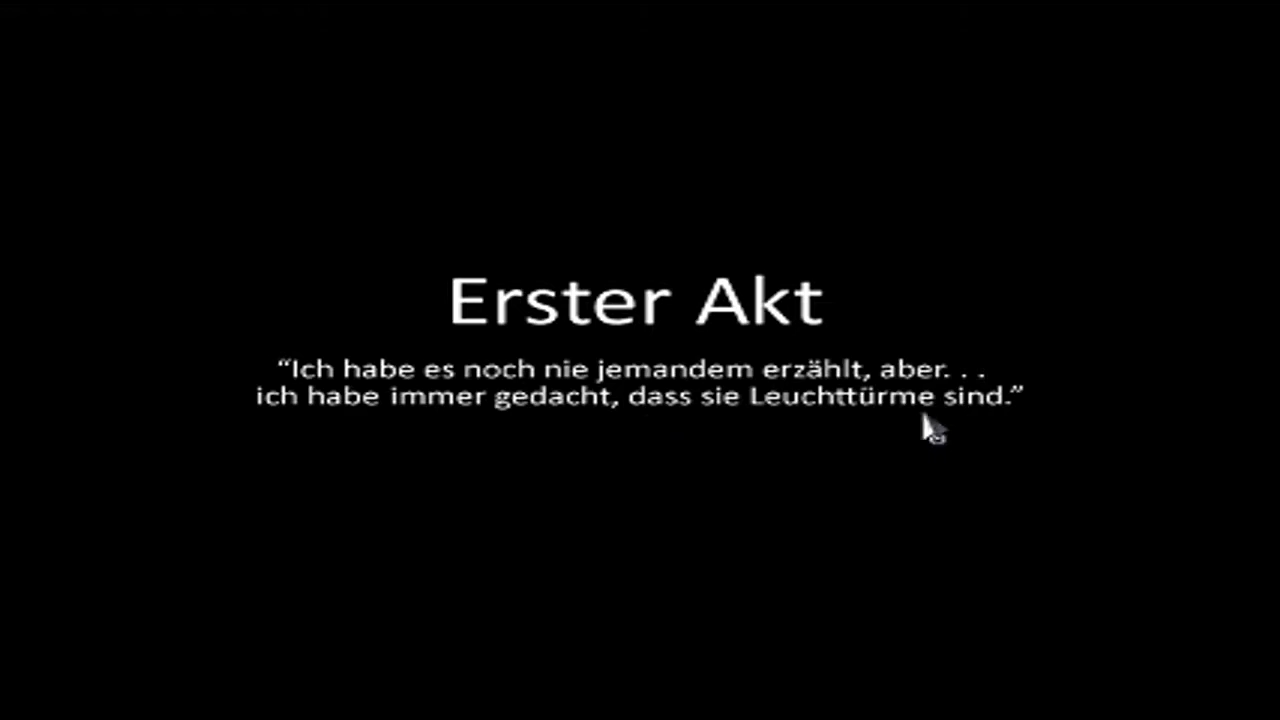 Erster Akt
“Ich habe es noch nie jemandem erzählt, aber. . .
ich habe immer gedacht, dass sie Leuchttürme sind.”